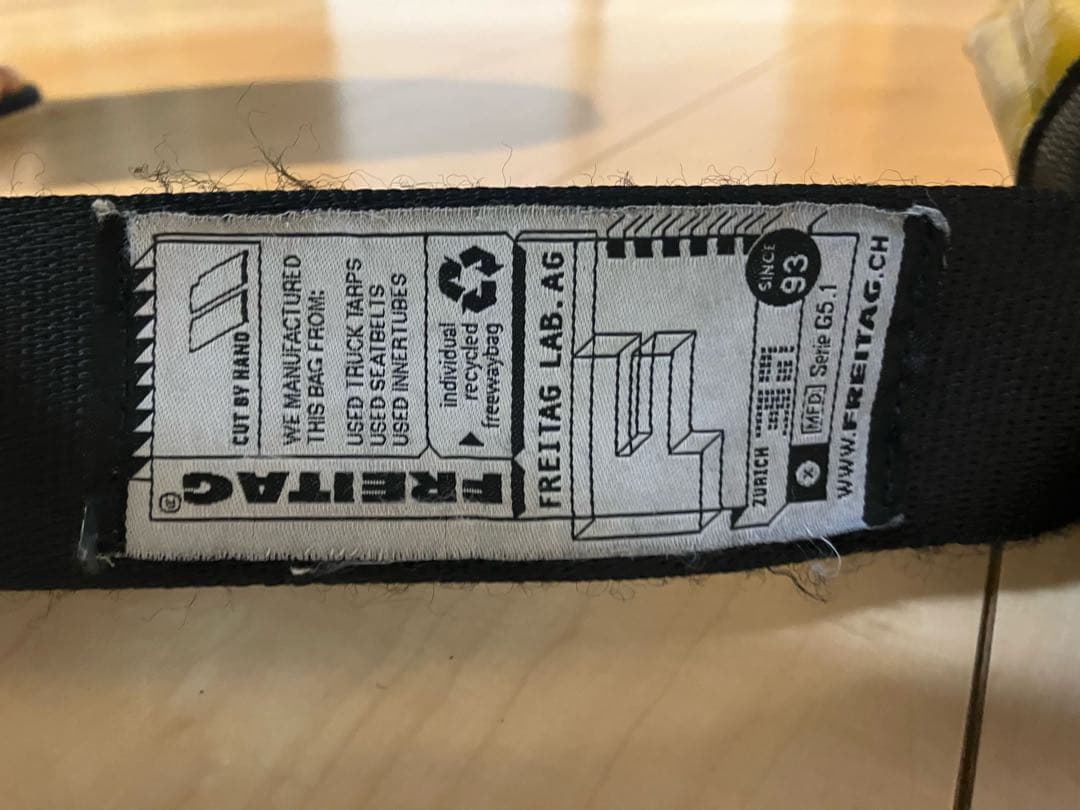 CUT BY HAND
WE MANUFACTURED
THIS BAG FROM:
USED TRUCK TARPS
USED SEATBELTS
USED INNERTUBES
individual
recycled
freewaybag
FREITAG®
FREITAG LAB. AG
SINCE
93
ZURICH
MFD. Serie G5.1
WWW.FREITAG.CH